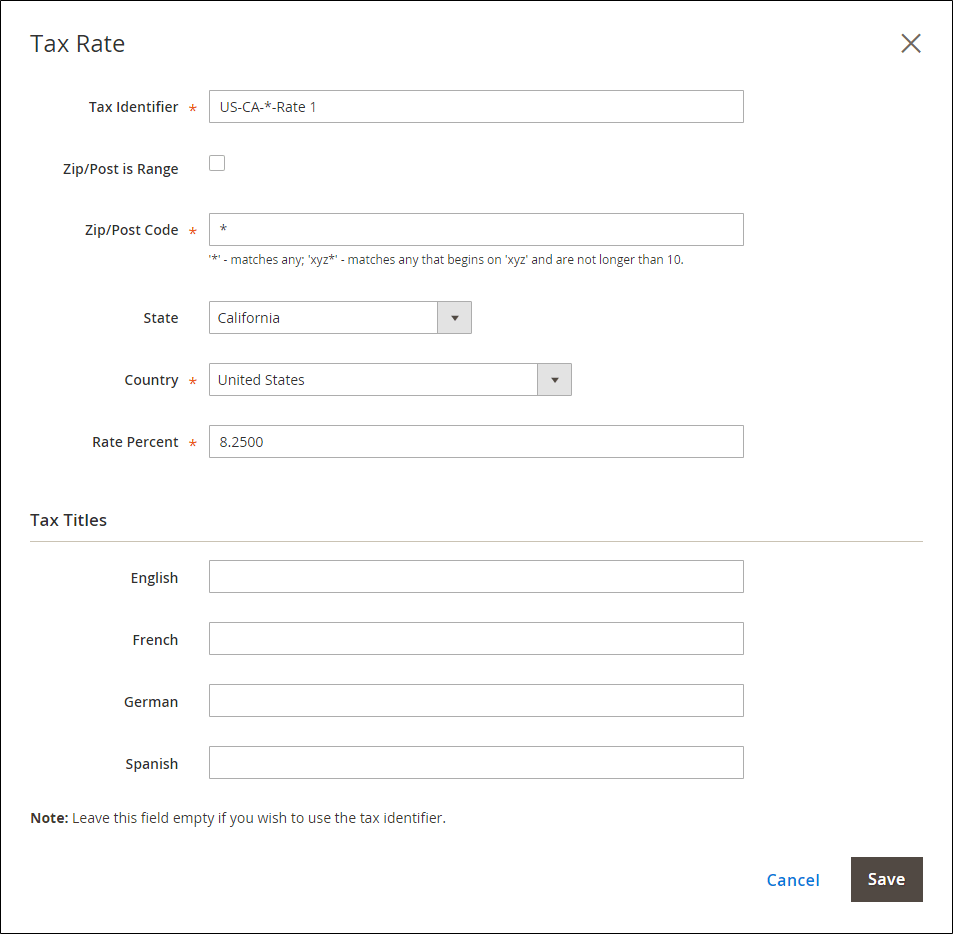 Tax Rate
Tax Identifier * US-CA-*-Rate 1
Zip/Post is Range
Zip/Post Code * *
'*' - matches any; 'xyz*' - matches any that begins on 'xyz' and are not longer than 10.
State California
Country * United States
Rate Percent * 8.2500
Tax Titles
English
French
German
Spanish
Note: Leave this field empty if you wish to use the tax identifier.
Cancel Save